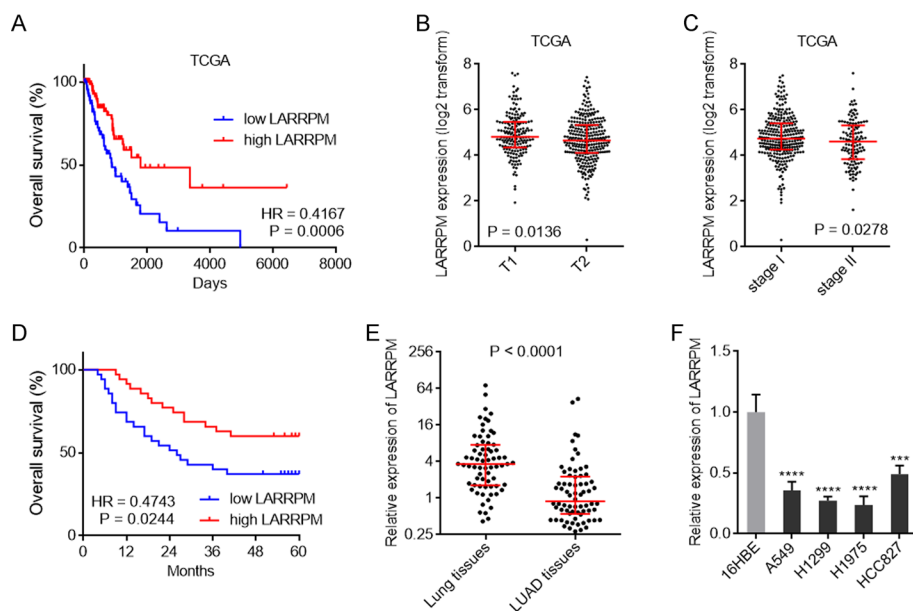 A
TCGA
Overall survival (%)
100
50
0
low LARRPM
high LARRPM
HR = 0.4167
P = 0.0006
0 2000 4000 6000 8000
Days
B
TCGA
LARRPM expression (log2 transform)
8
6
4
2
0
P = 0.0136
T1 T2
C
TCGA
LARRPM expression (log2 transform)
8
6
4
2
0
P = 0.0278
stage I stage II
D
Overall survival (%)
100
50
0
HR = 0.4743
P = 0.0244
low LARRPM
high LARRPM
0 12 24 36 48 60
Months
E
P < 0.0001
Relative expression of LARRPM
256
64
16
4
1
0.25
Lung tissues LUAD tissues
F
Relative expression of LARRPM
1.5
1.0
0.5
0.0
**** **** **** ***
16HBE A549 H1299 H1975 HCC827